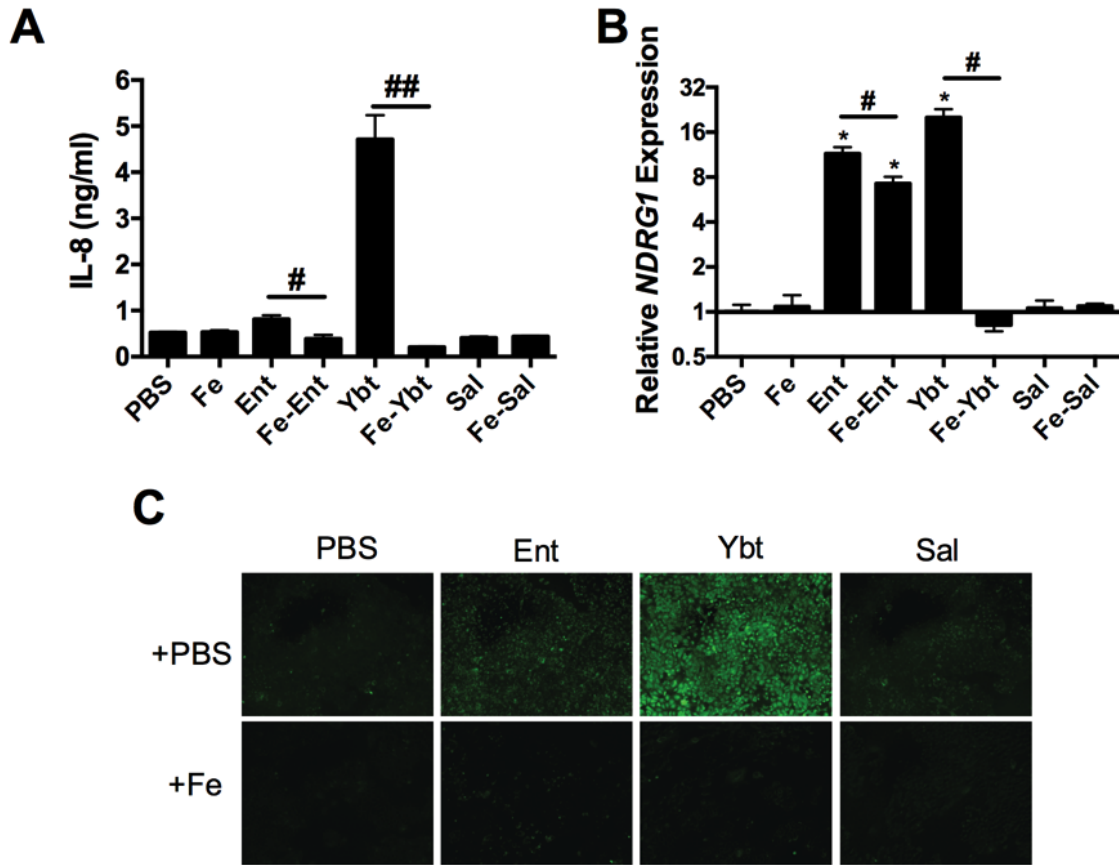 A
IL-8 (ng/ml)
6
5
4
3
2
1
0
#
##
PBS
Fe
Ent
Fe-Ent
Ybt
Fe-Ybt
Sal
Fe-Sal
B
Relative NDRG1 Expression
32
16
8
4
2
1
0.5
*
#
*
*
#
PBS
Fe
Ent
Fe-Ent
Ybt
Fe-Ybt
Sal
Fe-Sal
C
PBS Ent Ybt Sal
+PBS
+Fe